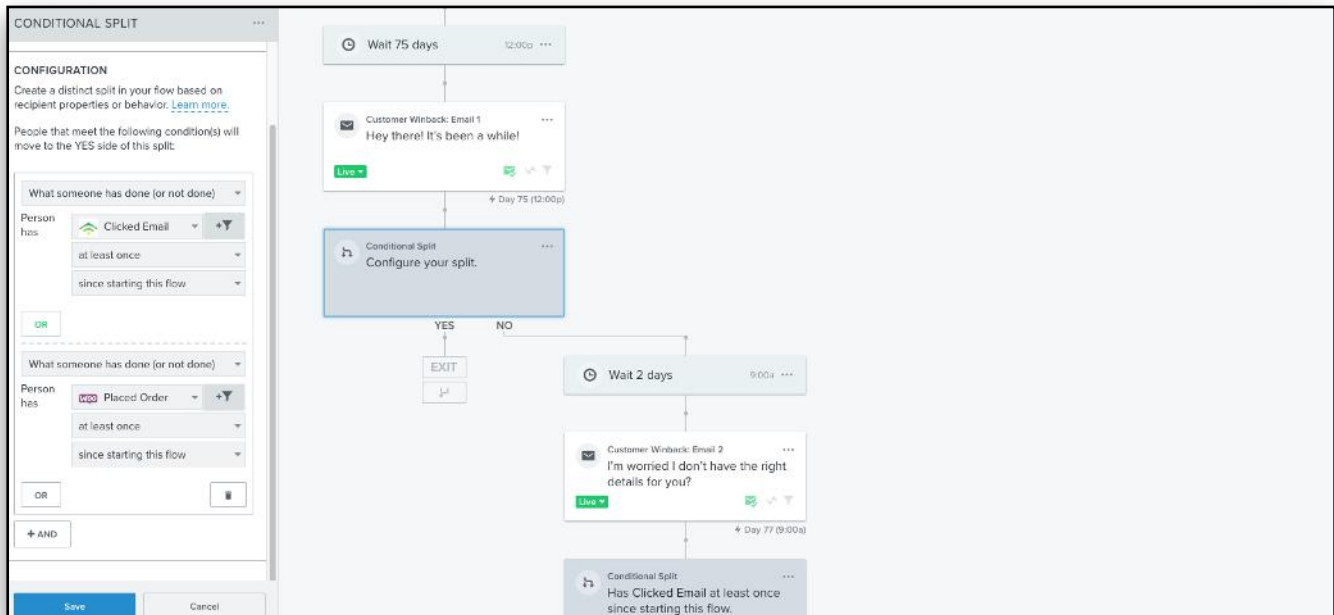 CONDITIONAL SPLIT
CONFIGURATION
Create a distinct split in your flow based on
recipient properties or behavior. Learn more.
People that meet the following condition(s) will
move to the YES side of this split:
What someone has done (or not done)
Person
has
Clicked Email
at least once
since starting this flow
OR
What someone has done (or not done)
Person
has
Woo Placed Order
at least once
since starting this flow
OR
+ AND
Save
Cancel
Wait 75 days
12:00p
Customer Winback: Email 1
Hey there! It's been a while!
Live
Day 75 (12:00p)
Conditional Split
Configure your split.
YES
NO
EXIT
Wait 2 days
9:00a
Customer Winback: Email 2
I'm worried I don't have the right
details for you?
Live
Day 77 (9:00a)
Conditional Split
Has Clicked Email at least once
since starting this flow.